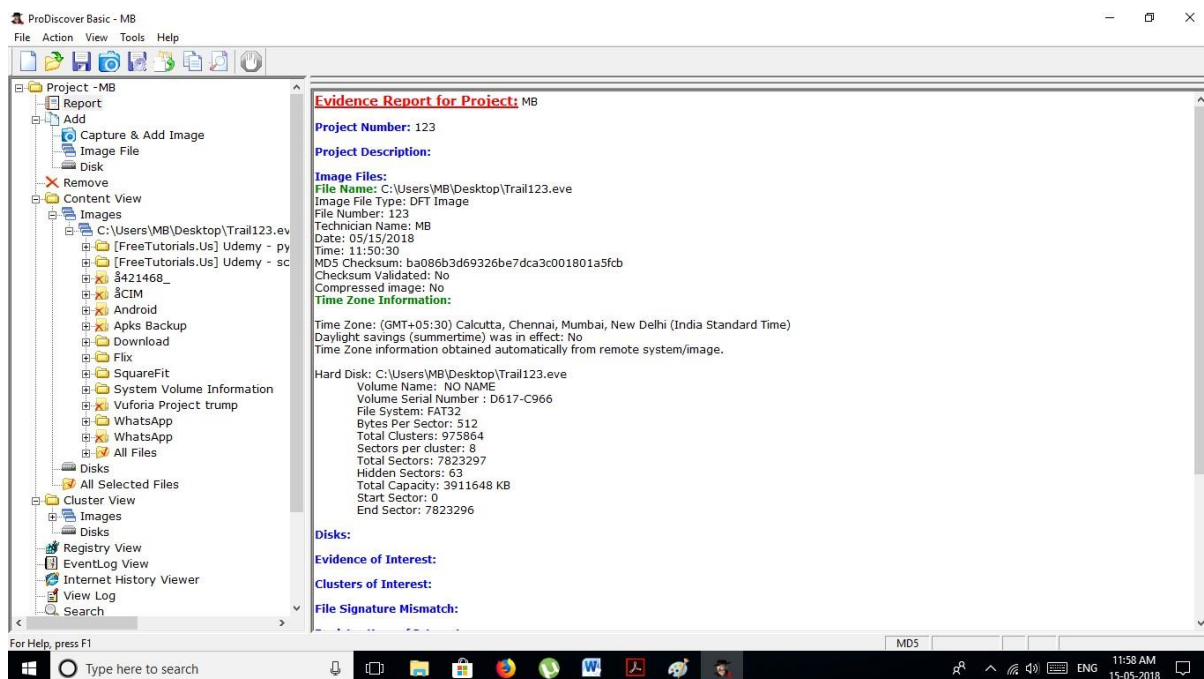 ProDiscover Basic - MB
File Action View Tools Help
Project -MB
Report
Add
Capture & Add Image
Image File
Disk
Remove
Content View
Images
C:\Users\MB\Desktop\Trail123.ev
[FreeTutorials.Us] Udemy - py
[FreeTutorials.Us] Udemy - sc
å421468_
åCIM
Android
Apks Backup
Download
Flix
SquareFit
System Volume Information
Vuforia Project trump
WhatsApp
WhatsApp
All Files
Disks
All Selected Files
Cluster View
Images
Disks
Registry View
EventLog View
Internet History Viewer
View Log
Search
Evidence Report for Project: MB
Project Number: 123
Project Description:
Image Files:
File Name: C:\Users\MB\Desktop\Trail123.eve
Image File Type: DFT Image
File Number: 123
Technician Name: MB
Date: 05/15/2018
Time: 11:50:30
MD5 Checksum: ba086b3d69326be7dca3c001801a5fcb
Checksum Validated: No
Compressed image: No
Time Zone Information:
Time Zone: (GMT+05:30) Calcutta, Chennai, Mumbai, New Delhi (India Standard Time)
Daylight savings (summertime) was in effect: No
Time Zone information obtained automatically from remote system/image.
Hard Disk: C:\Users\MB\Desktop\Trail123.eve
Volume Name: NO NAME
Volume Serial Number : D617-C966
File System: FAT32
Bytes Per Sector: 512
Total Clusters: 975864
Sectors per cluster: 8
Total Sectors: 7823297
Hidden Sectors: 63
Total Capacity: 3911648 KB
Start Sector: 0
End Sector: 7823296
Disks:
Evidence of Interest:
Clusters of Interest:
File Signature Mismatch:
For Help, press F1
MD5
Type here to search
ENG
11:58 AM
15-05-2018